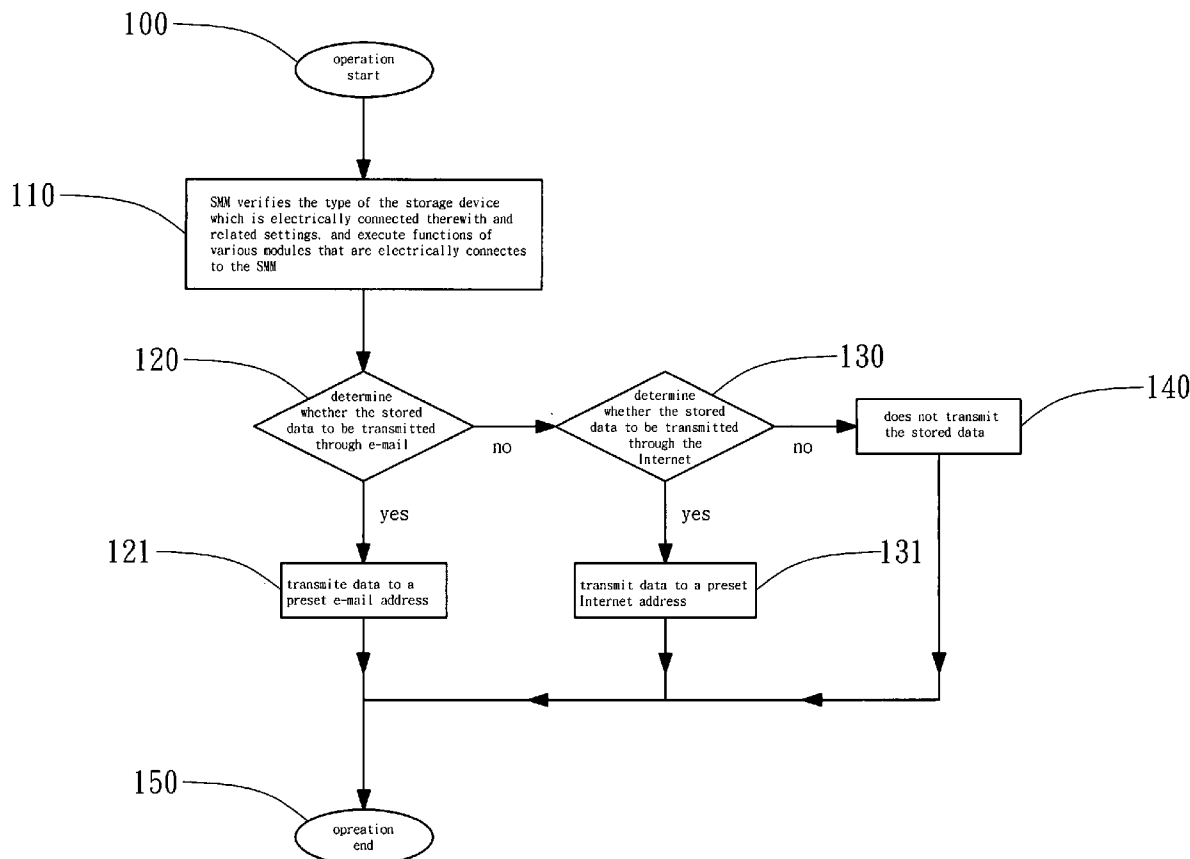 100
operation
start
110
SMM verifies the type of the storage device
which is electrically connected therewith and
related settings, and execute functions of
various modules that are electrically connectes
to the SMM
120
determine
whether the stored
data to be transmitted
through e-mail
no
130
determine
whether the stored
data to be transmitted
through the
Internet
no
140
does not transmit
the stored data
yes
yes
121
transmite data to a
preset e-mail address
131
transmit data to a preset
Internet address
150
opreation
end